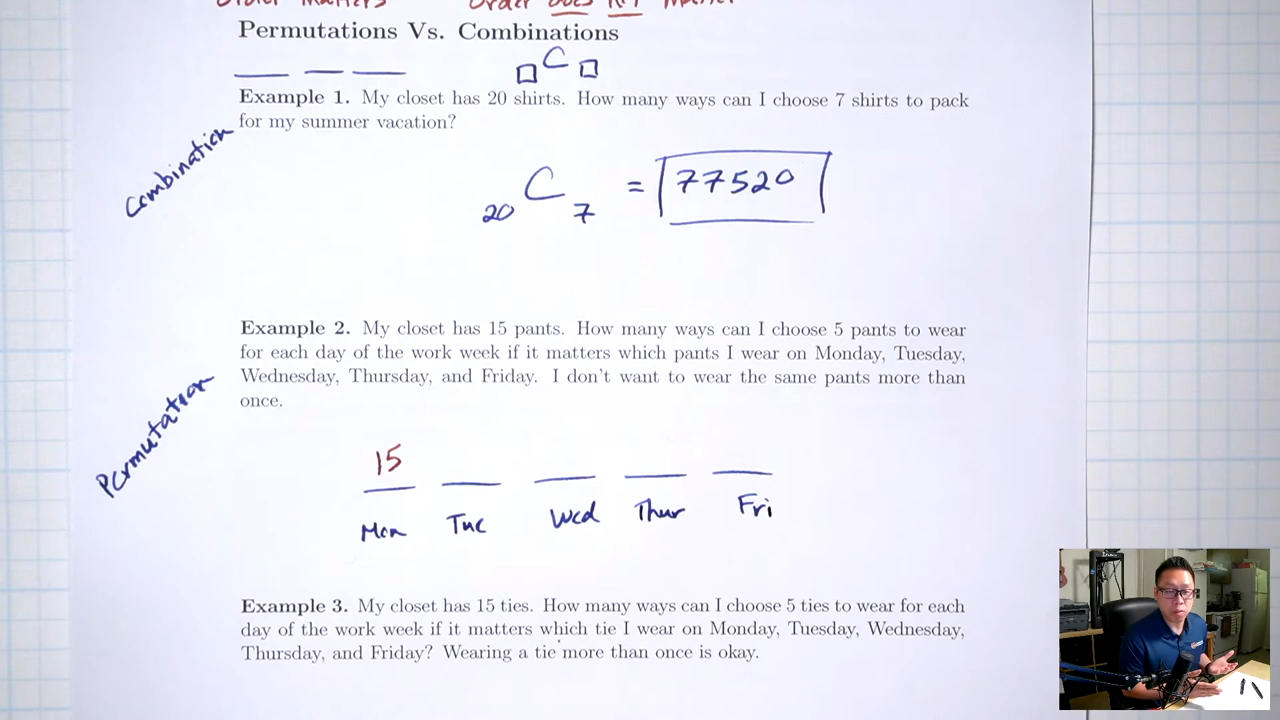 Order Matters Order Does NOT Matter
Permutations Vs. Combinations
C
Example 1. My closet has 20 shirts. How many ways can I choose 7 shirts to pack
for my summer vacation?
Combination
20 C 7 = 77520
Example 2. My closet has 15 pants. How many ways can I choose 5 pants to wear
for each day of the work week if it matters which pants I wear on Monday, Tuesday,
Wednesday, Thursday, and Friday. I don't want to wear the same pants more than
once.
Permutation
15
Mon Tue Wed Thur Fri
Example 3. My closet has 15 ties. How many ways can I choose 5 ties to wear for each
day of the work week if it matters which tie I wear on Monday, Tuesday, Wednesday,
Thursday, and Friday? Wearing a tie more than once is okay.